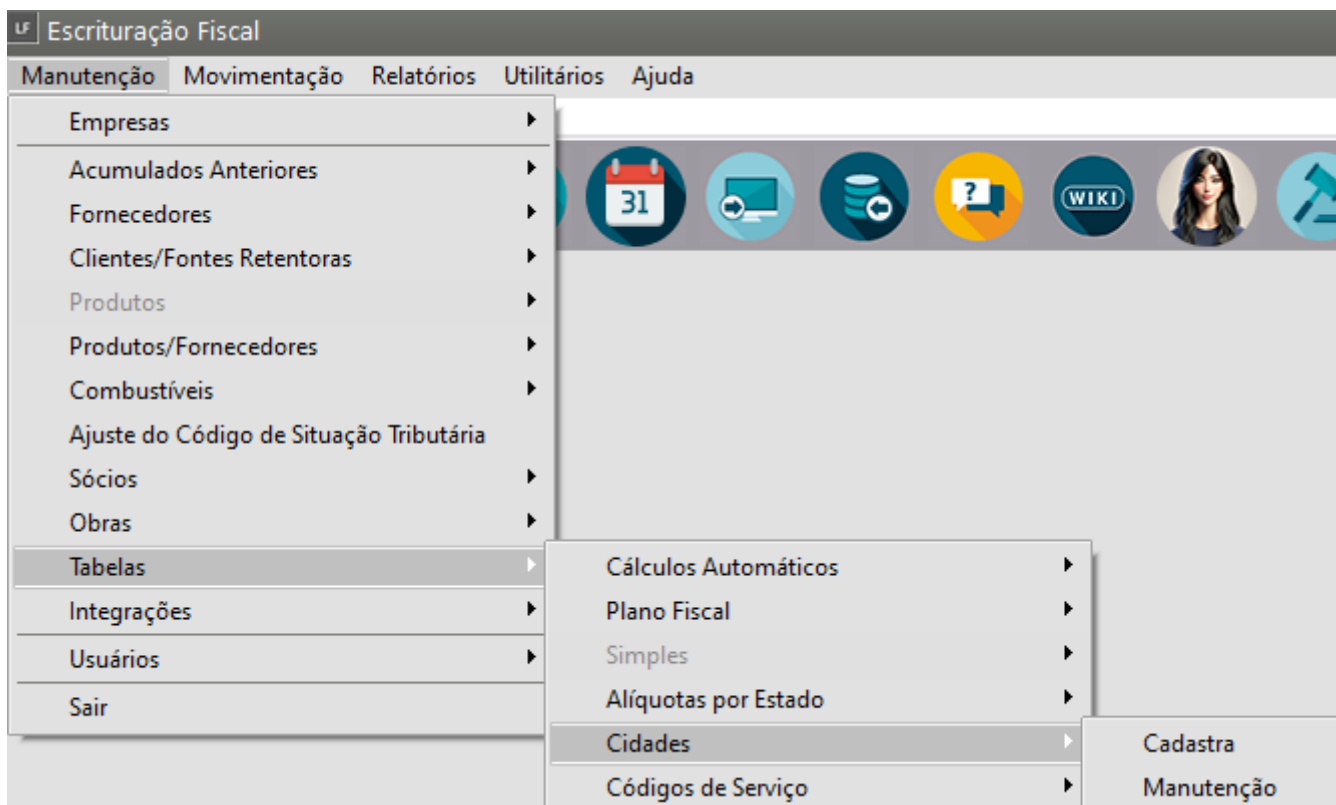 LF Escrituração Fiscal
Manutenção Movimentação Relatórios Utilitários Ajuda
Empresas
Acumulados Anteriores
Fornecedores
Clientes/Fontes Retentoras
Produtos
Produtos/Fornecedores
Combustíveis
Ajuste do Código de Situação Tributária
Sócios
Obras
Tabelas
Integrações
Usuários
Sair
31
?
WIKI
Cálculos Automáticos
Plano Fiscal
Simples
Alíquotas por Estado
Cidades
Códigos de Serviço
Cadastra
Manutenção